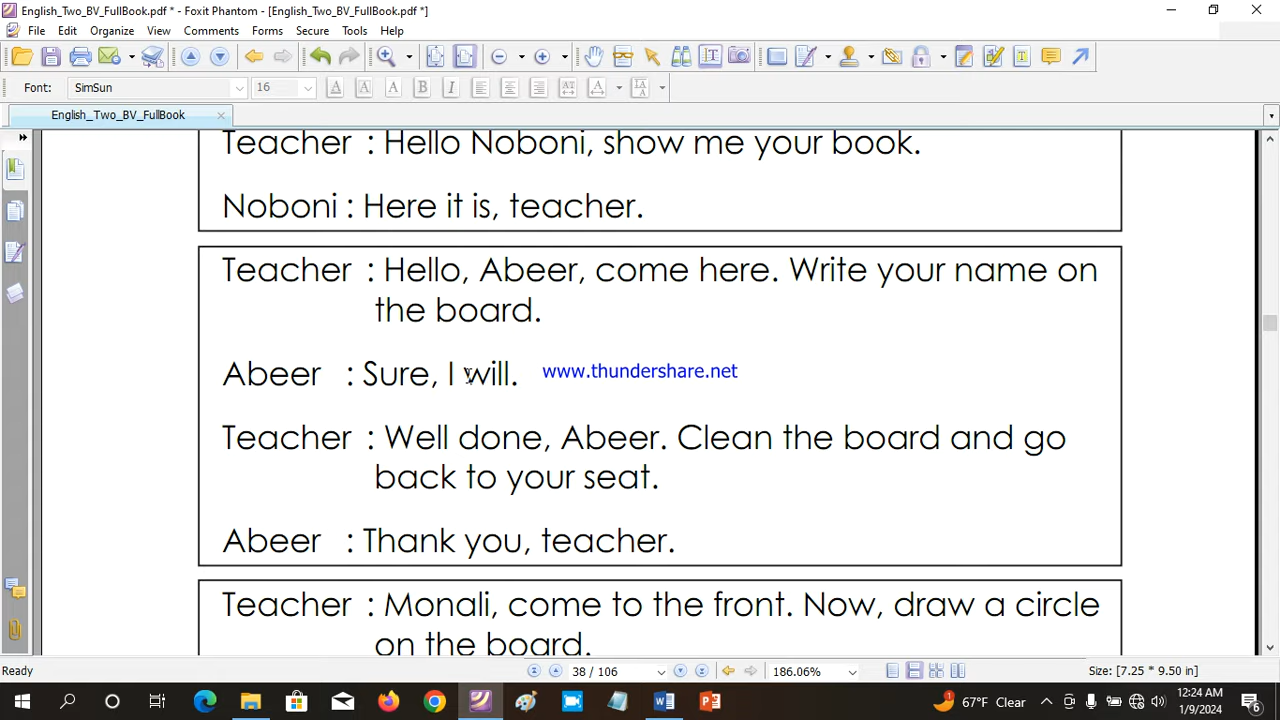 English_Two_BV_FullBook.pdf * - Foxit Phantom - [English_Two_BV_FullBook.pdf *]
File Edit Organize View Comments Forms Secure Tools Help
Font: SimSun 16
English_Two_BV_FullBook
Teacher : Hello Noboni, show me your book.
Noboni : Here it is, teacher.
Teacher : Hello, Abeer, come here. Write your name on
the board.
Abeer : Sure, I will. www.thundershare.net
Teacher : Well done, Abeer. Clean the board and go
back to your seat.
Abeer : Thank you, teacher.
Teacher : Monali, come to the front. Now, draw a circle
on the board.
Ready 38 / 106 186.06% Size: [7.25 * 9.50 in]
1 67°F Clear 12:24 AM
1/9/2024 6